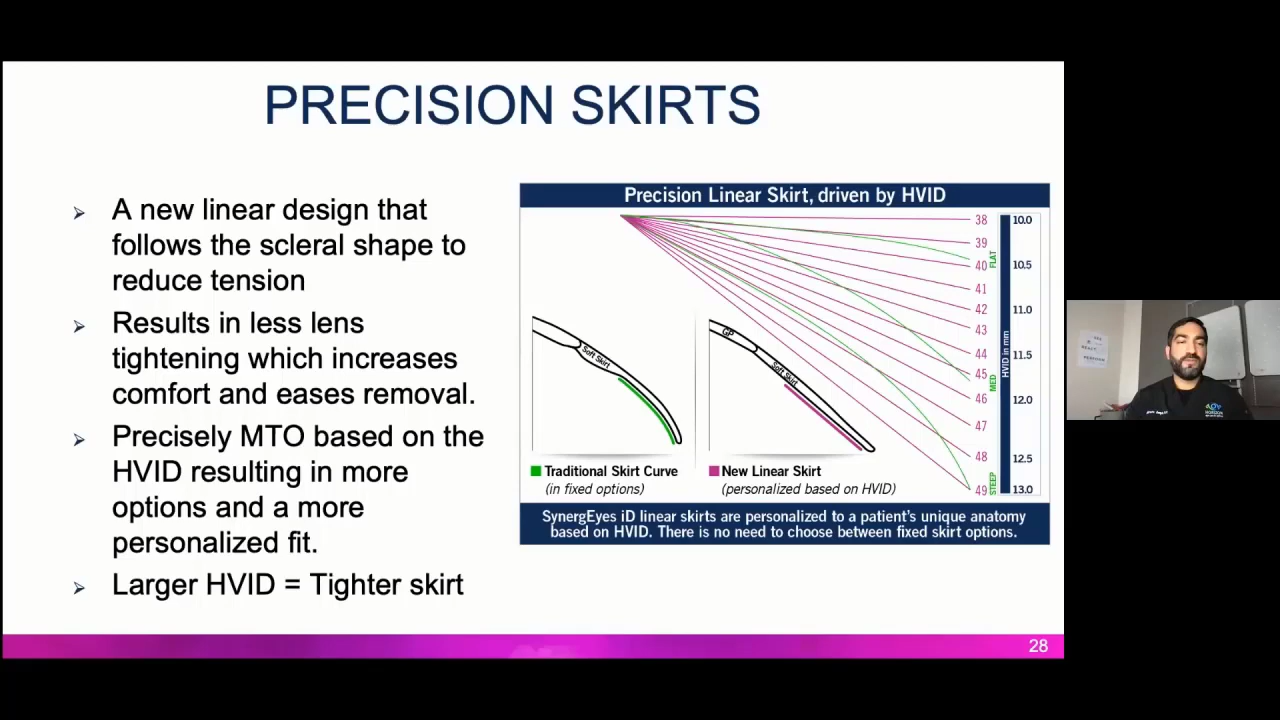 PRECISION SKIRTS
A new linear design that
follows the scleral shape to
reduce tension
Results in less lens
tightening which increases
comfort and eases removal.
Precisely MTO based on the
HVID resulting in more
options and a more
personalized fit.
Larger HVID = Tighter skirt
Precision Linear Skirt, driven by HVID
38
39
40
41
42
43
44
45
46
47
48
49
FLAT
MED
STEEP
10.0
10.5
11.0
11.5
12.0
12.5
13.0
HVID in mm
Soft Skirt
GP
Soft Skirt
Traditional Skirt Curve
(in fixed options)
New Linear Skirt
(personalized based on HVID)
SynergEyes iD linear skirts are personalized to a patient's unique anatomy
based on HVID. There is no need to choose between fixed skirt options.
28